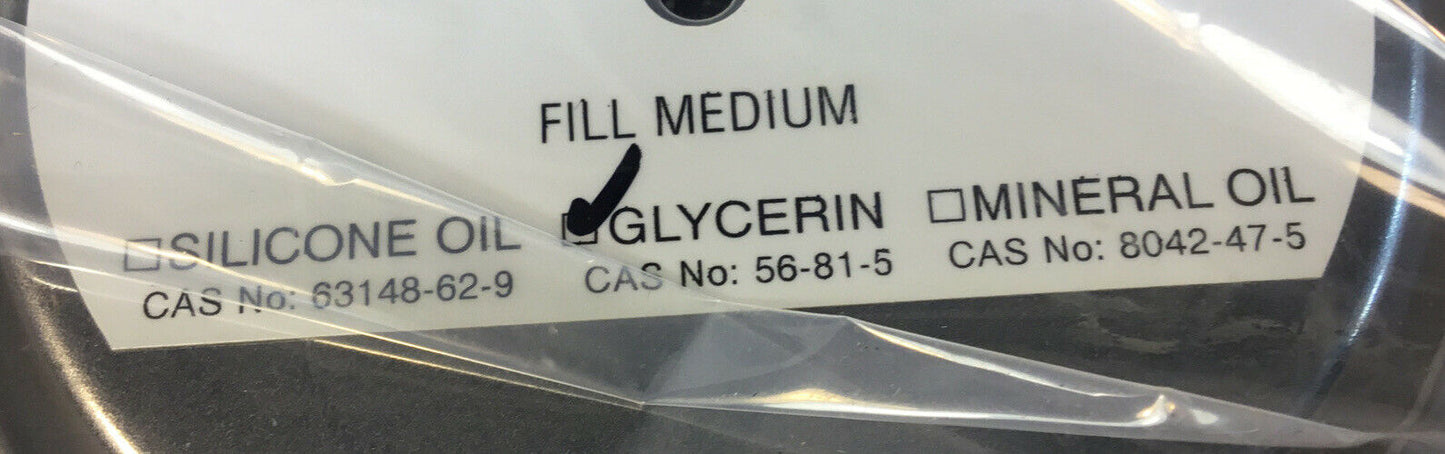 FILL MEDIUM
☐SILICONE OIL ☑GLYCERIN ☐MINERAL OIL
CAS No: 63148-62-9 CAS No: 56-81-5 CAS No: 8042-47-5